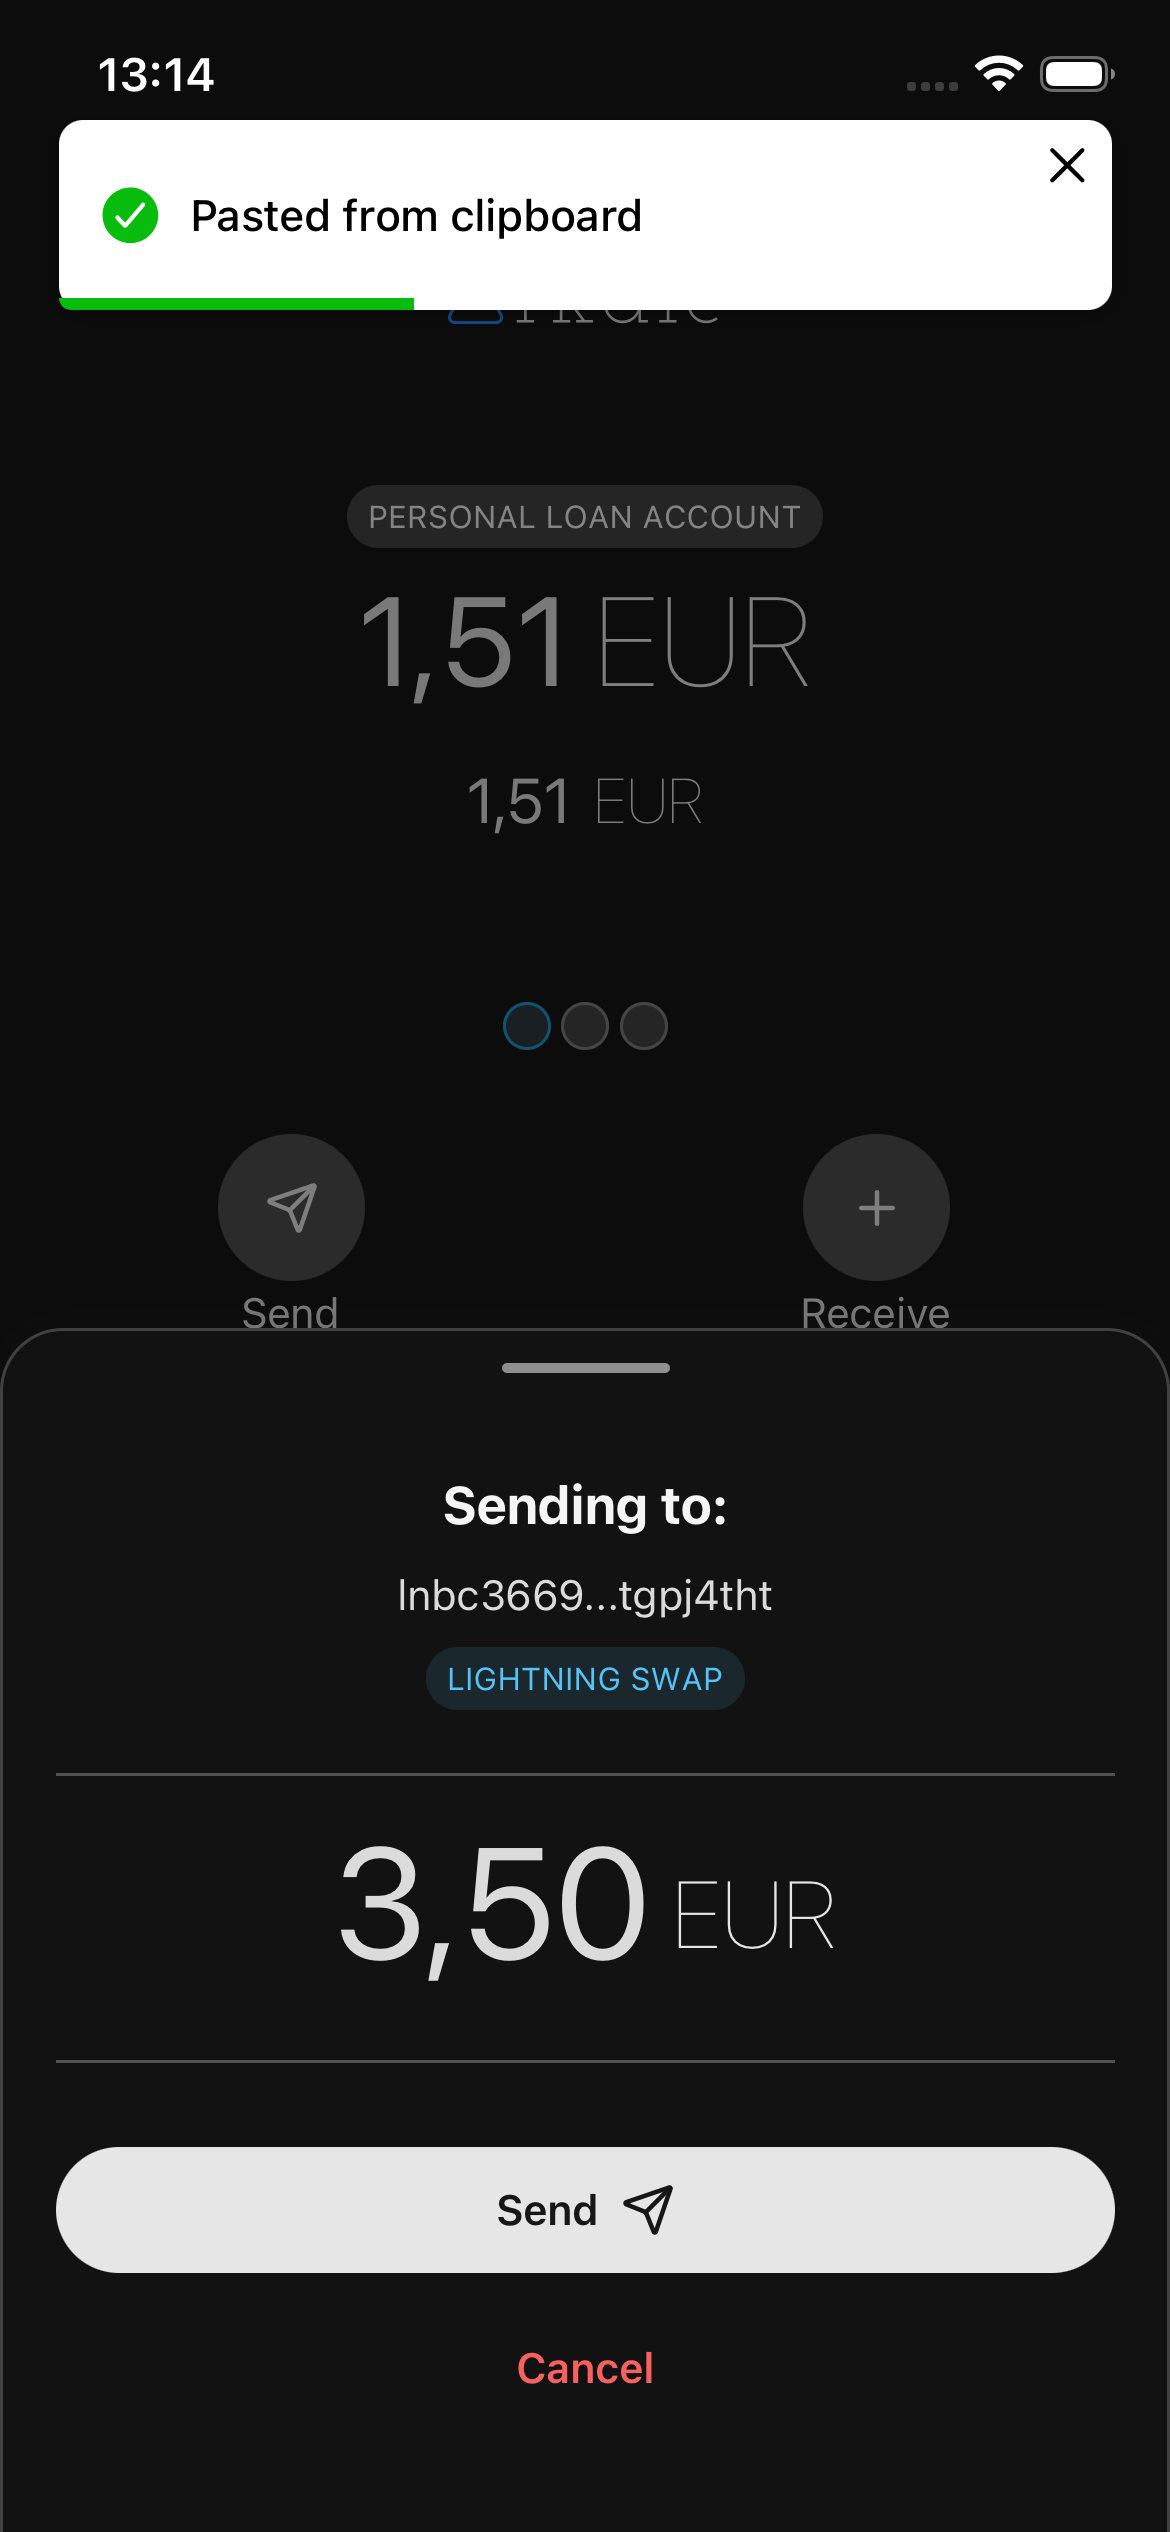 13:14
Pasted from clipboard
PERSONAL LOAN ACCOUNT
1,51 EUR
1,51 EUR
Send
Receive
Sending to:
lnbc3669...tgpj4tht
LIGHTNING SWAP
3,50 EUR
Send
Cancel